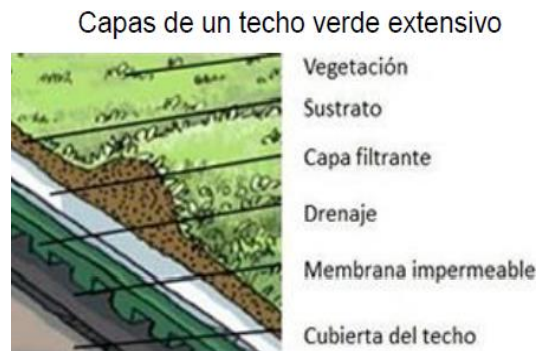 Capas de un techo verde extensivo
Vegetación
Sustrato
Capa filtrante
Drenaje
Membrana impermeable
Cubierta del techo